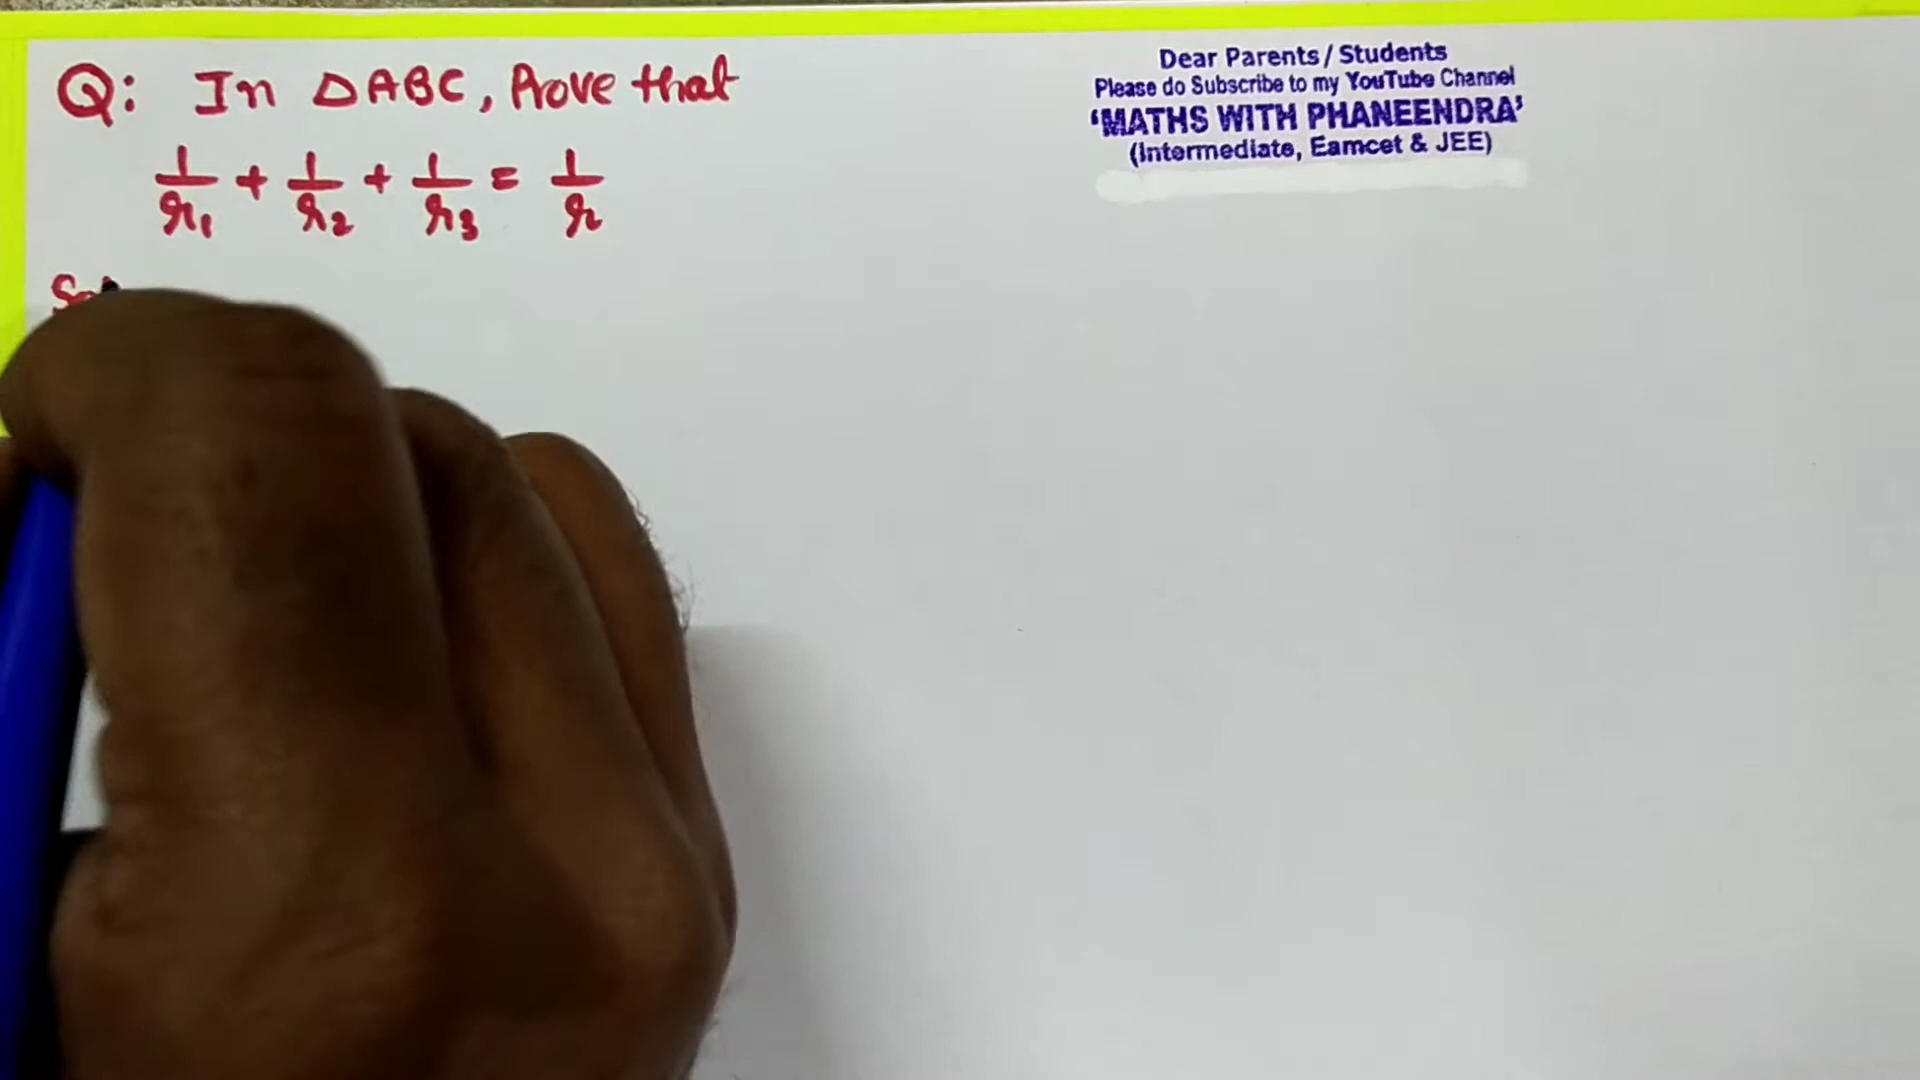 Q: In △ABC, Prove that
1/r₁ + 1/r₂ + 1/r₃ = 1/r
Dear Parents / Students
Please do Subscribe to my YouTube Channel
'MATHS WITH PHANEENDRA'
(Intermediate, Eamcet & JEE)